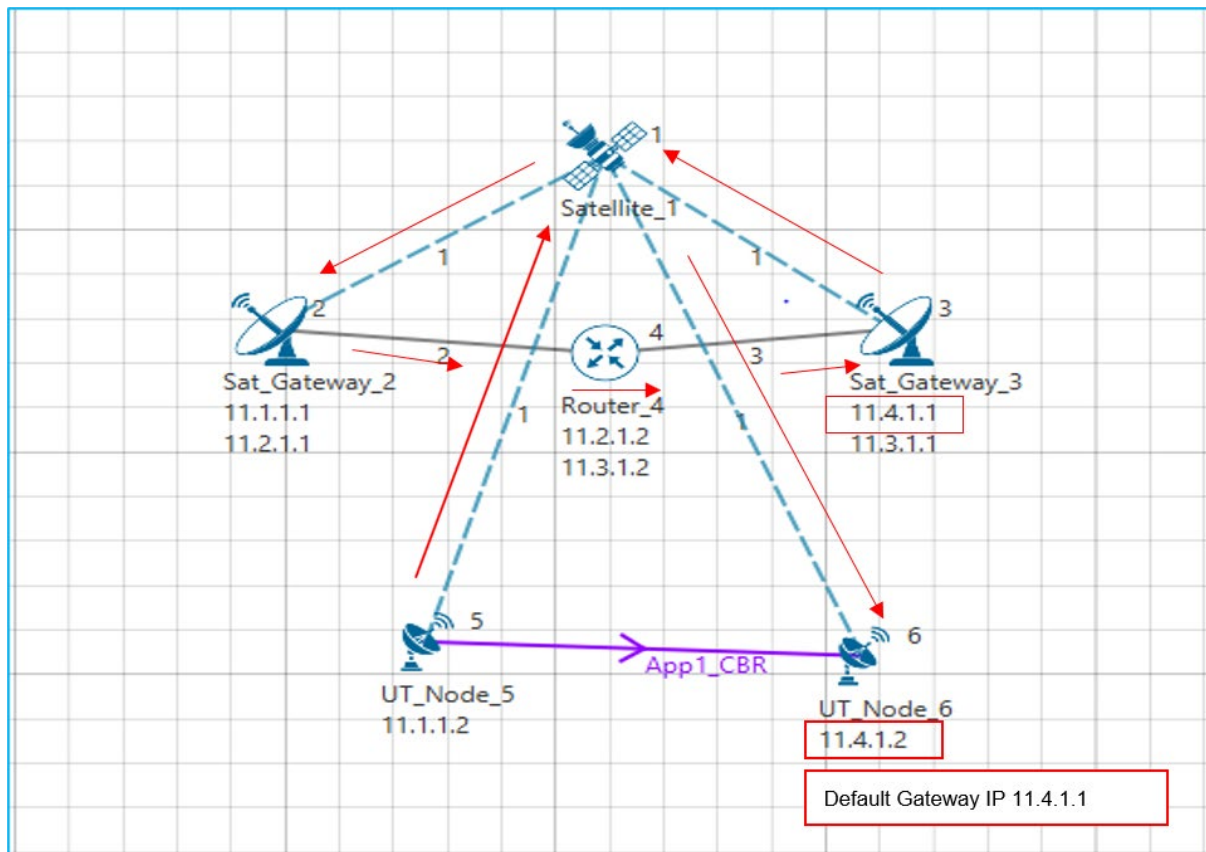 1
Satellite_1
1
1
2
3
2
4
3
Sat_Gateway_2
11.1.1.1
11.2.1.1
Router_4
11.2.1.2
11.3.1.2
Sat_Gateway_3
11.4.1.1
11.3.1.1
1
1
5
6
App1_CBR
UT_Node_5
11.1.1.2
UT_Node_6
11.4.1.2
Default Gateway IP 11.4.1.1